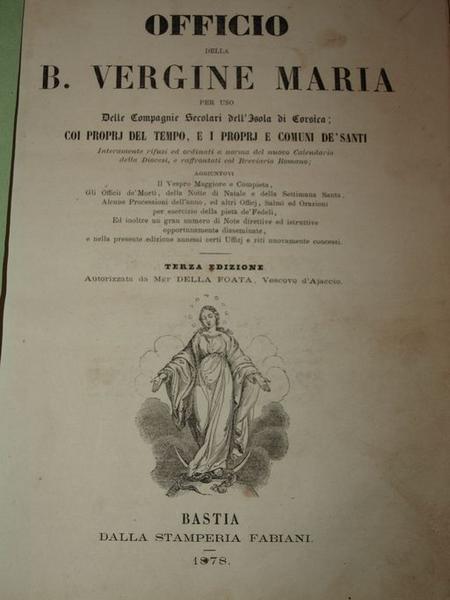 OFFICIO
DELLA
B. VERGINE MARIA
PER USO
Delle Compagnie Secolari dell'Isola di Corsica;
COI PROPRJ DEL TEMPO, E I PROPRJ E COMUNI DE' SANTI
Interamente rifusi ed ordinati a norma del nuovo Calendario
della Diocesi, e raffrontati col Breviario Romano;
AGGIUNTOVI
Il Vespro Maggiore e Compieta,
Gli Officii de' Morti, della Notte di Natale e della Settimana Santa,
Alcune Processioni dell'anno, ed altri Officj, Salmi ed Orazioni
per esercizio della pietà de' Fedeli,
Ed inoltre un gran numero di Note direttive ed istruttive
opportunamente disseminate,
e nella presente edizione annessi certi Uffizj e riti nuovamente concessi.
TERZA EDIZIONE
Autorizzata da Mgr DELLA FOATA, Vescovo d'Ajaccio.
BASTIA
DALLA STAMPERIA FABIANI.
1878.